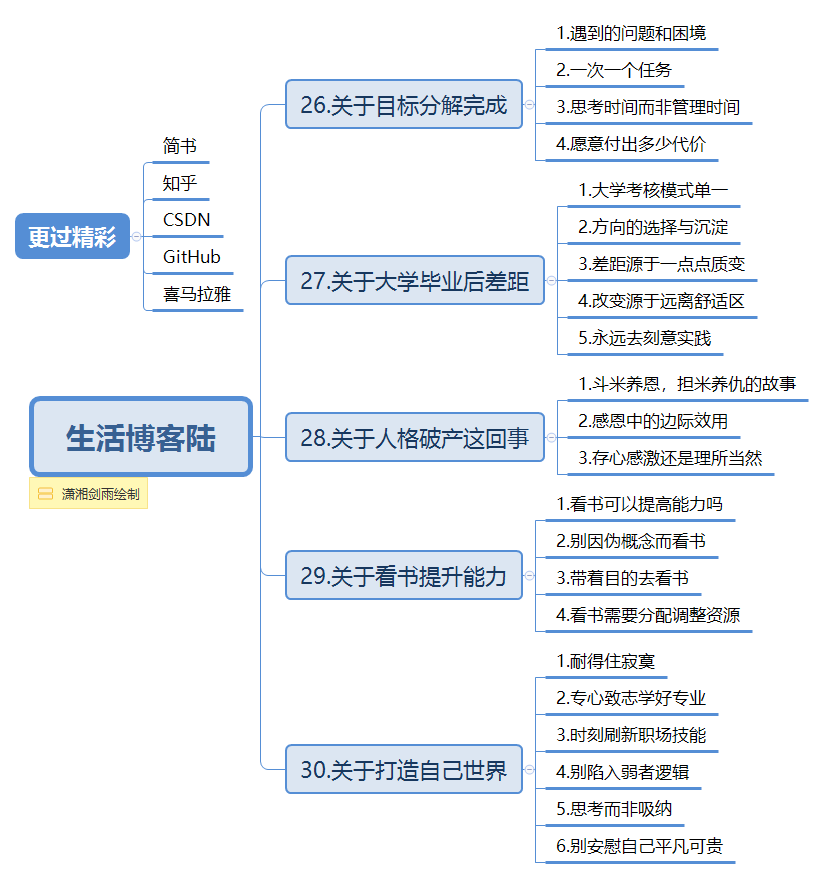 更过精彩
简书
知乎
CSDN
GitHub
喜马拉雅
生活博客陆
潇湘剑雨绘制
26.关于目标分解完成
1.遇到的问题和困境
2.一次一个任务
3.思考时间而非管理时间
4.愿意付出多少代价
27.关于大学毕业后差距
1.大学考核模式单一
2.方向的选择与沉淀
3.差距源于一点点质变
4.改变源于远离舒适区
5.永远去刻意实践
28.关于人格破产这回事
1.斗米养恩，担米养仇的故事
2.感恩中的边际效用
3.存心感激还是理所当然
29.关于看书提升能力
1.看书可以提高能力吗
2.别因伪概念而看书
3.带着目的去看书
4.看书需要分配调整资源
30.关于打造自己世界
1.耐得住寂寞
2.专心致志学好专业
3.时刻刷新职场技能
4.别陷入弱者逻辑
5.思考而非吸纳
6.别安慰自己平凡可贵